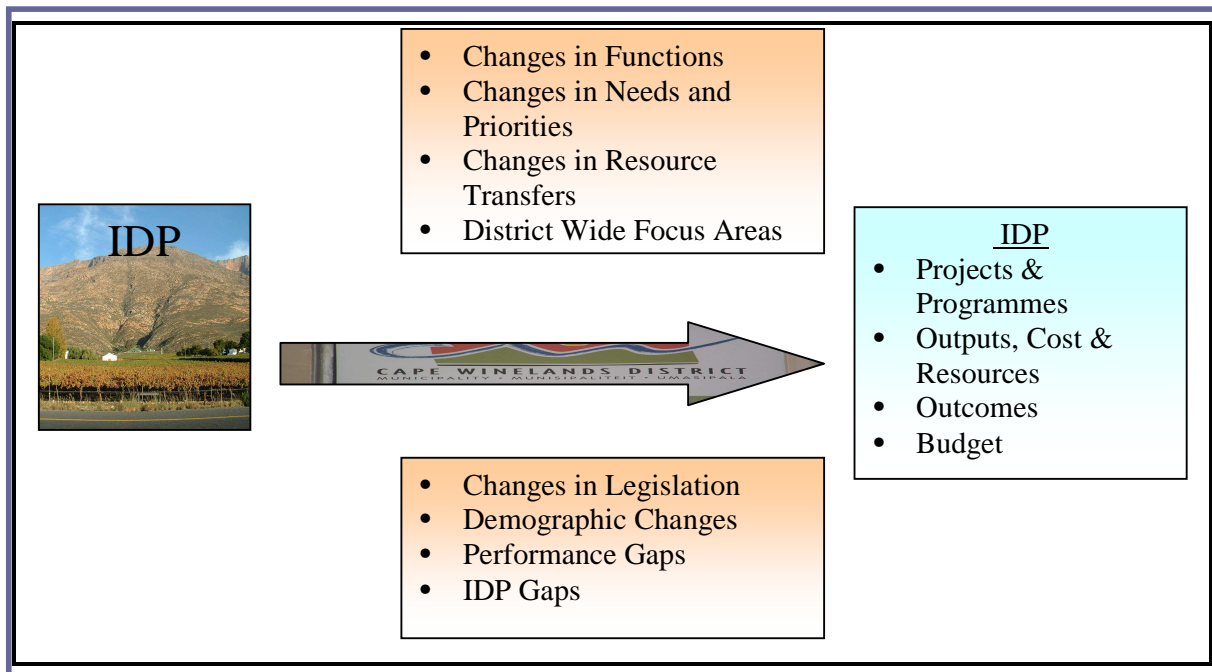 • Changes in Functions
• Changes in Needs and
Priorities
• Changes in Resource
Transfers
• District Wide Focus Areas
IDP
CAPE WINELANDS DISTRICT
MUNICIPALITY • MUNISIPALITEIT • UMASIPALA
IDP
• Projects &
Programmes
• Outputs, Cost &
Resources
• Outcomes
• Budget
• Changes in Legislation
• Demographic Changes
• Performance Gaps
• IDP Gaps